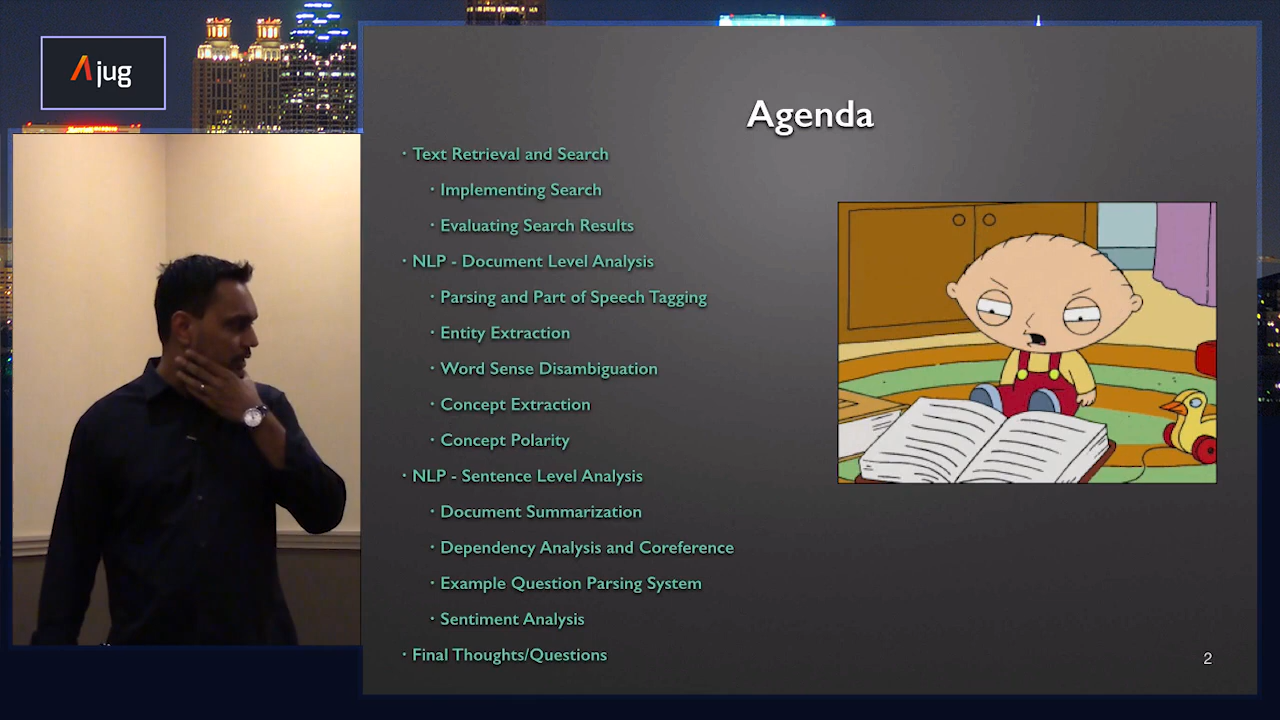 Ajug
Agenda
· Text Retrieval and Search
· Implementing Search
· Evaluating Search Results
· NLP - Document Level Analysis
· Parsing and Part of Speech Tagging
· Entity Extraction
· Word Sense Disambiguation
· Concept Extraction
· Concept Polarity
· NLP - Sentence Level Analysis
· Document Summarization
· Dependency Analysis and Coreference
· Example Question Parsing System
· Sentiment Analysis
· Final Thoughts/Questions
2